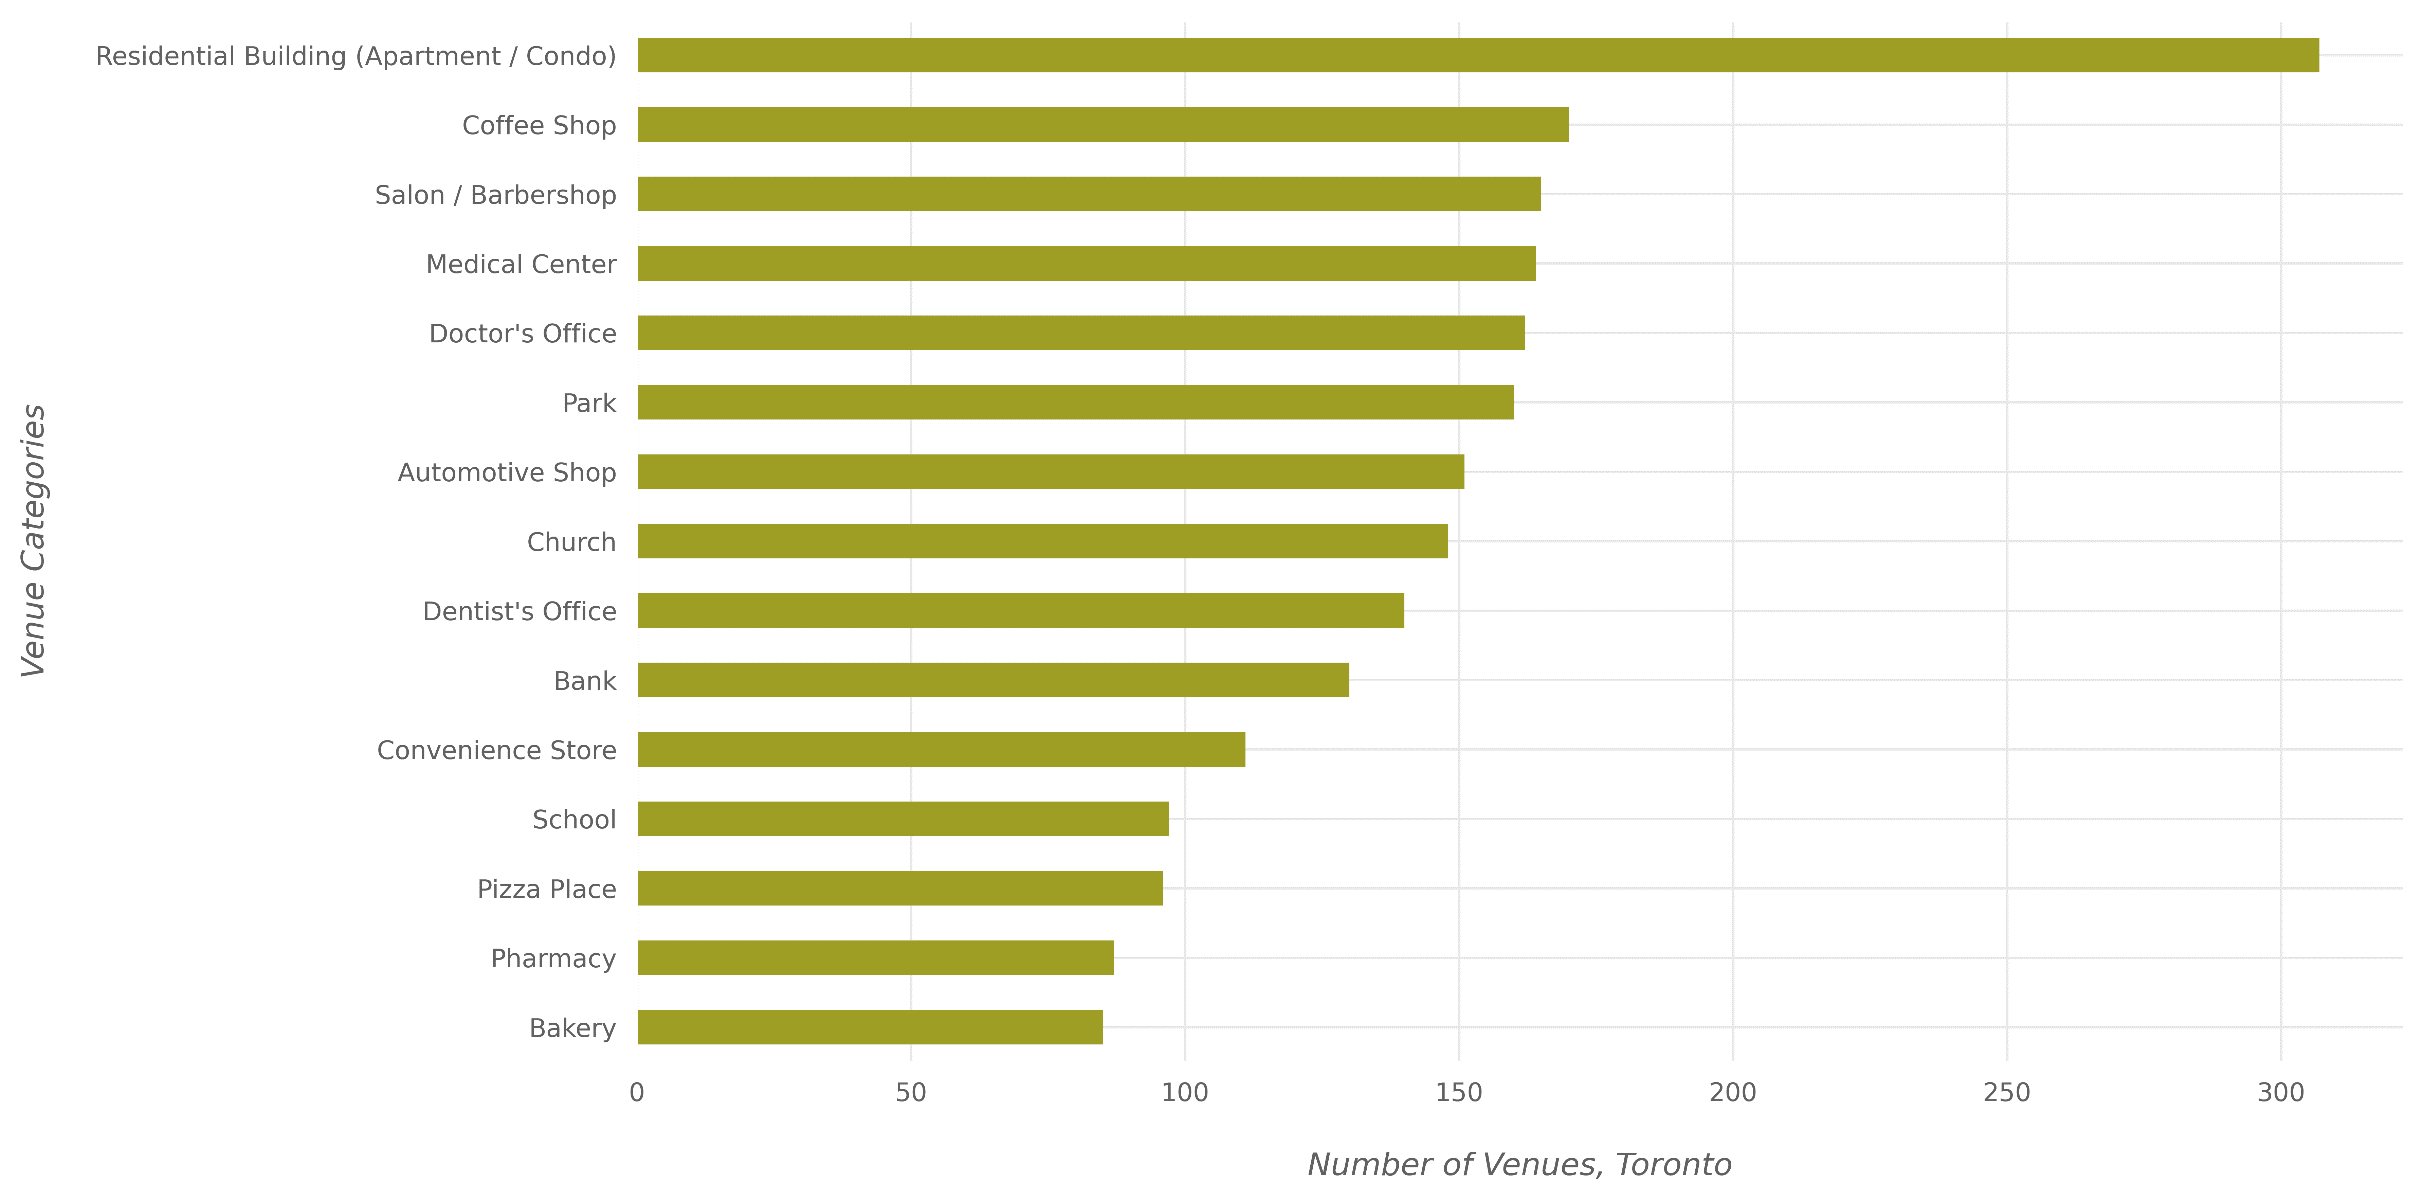 Residential Building (Apartment / Condo)
Coffee Shop
Salon / Barbershop
Medical Center
Doctor's Office
Park
Automotive Shop
Church
Dentist's Office
Bank
Convenience Store
School
Pizza Place
Pharmacy
Bakery
Venue Categories
0 50 100 150 200 250 300
Number of Venues, Toronto